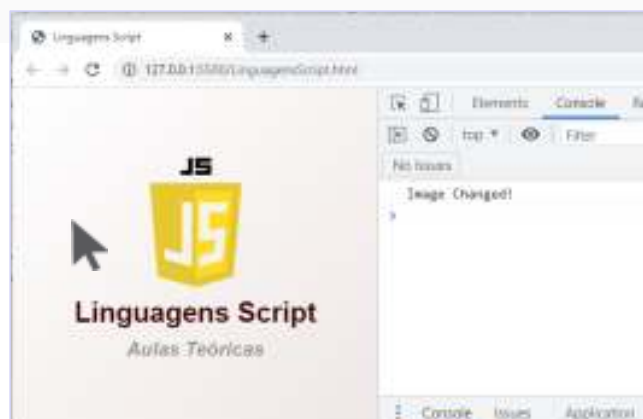 Linguagens Script
127.0.0.1:5500/LinguagensScript.html
Elements Console
top Filter
No Issues
Image Changed!
JS
JS
Linguagens Script
Aulas Teóricas
Console Issues Application